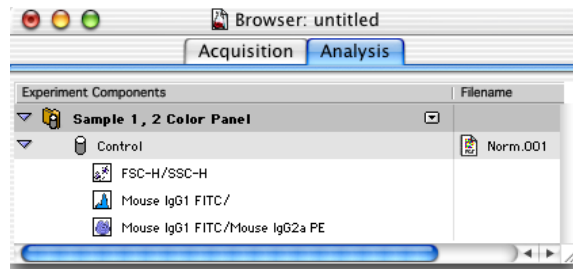 Browser: untitled
Acquisition Analysis
Experiment Components Filename
Sample 1, 2 Color Panel
Control Norm.001
FSC-H/SSC-H
Mouse IgG1 FITC/
Mouse IgG1 FITC/Mouse IgG2a PE